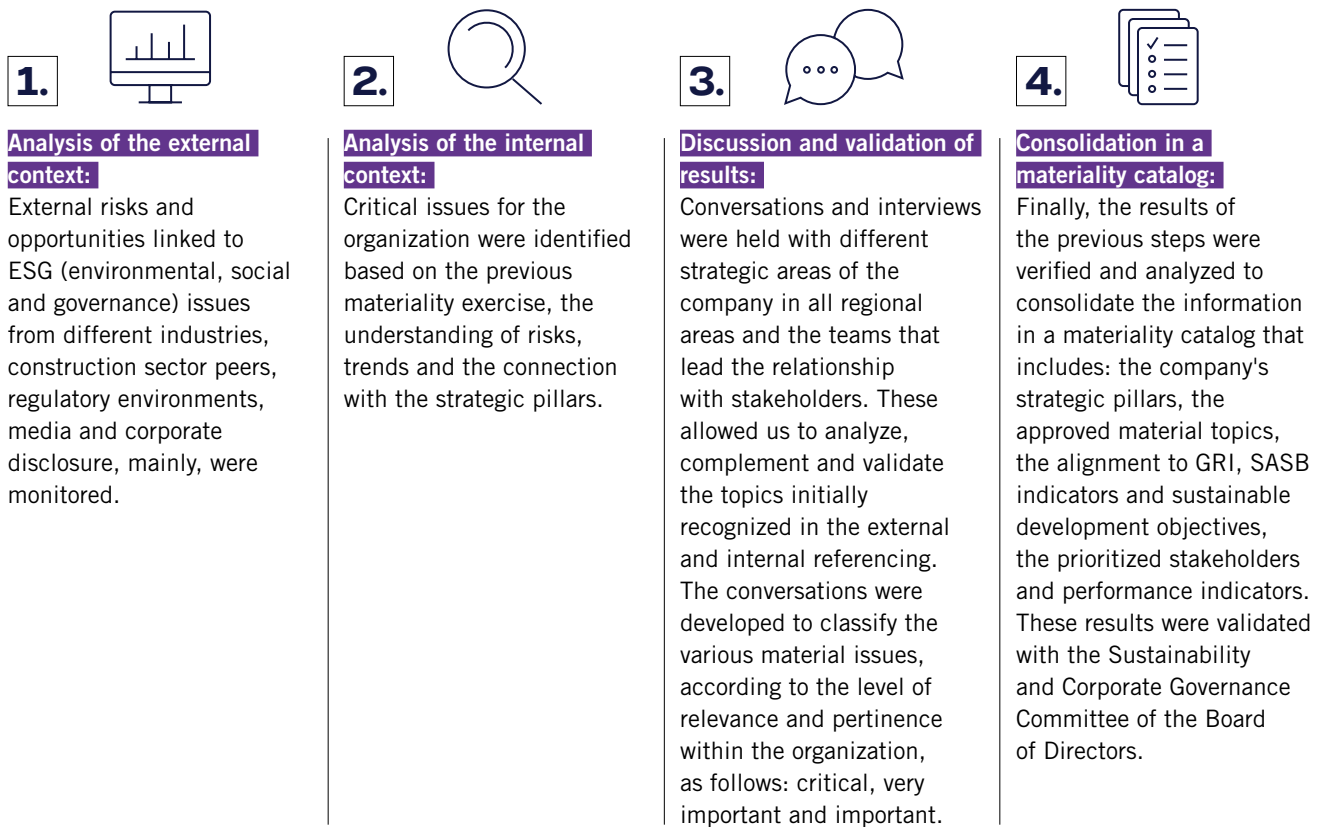 1.
Analysis of the external
context:
External risks and
opportunities linked to
ESG (environmental, social
and governance) issues
from different industries,
construction sector peers,
regulatory environments,
media and corporate
disclosure, mainly, were
monitored.
2.
Analysis of the internal
context:
Critical issues for the
organization were identified
based on the previous
materiality exercise, the
understanding of risks,
trends and the connection
with the strategic pillars.
3.
Discussion and validation of
results:
Conversations and interviews
were held with different
strategic areas of the
company in all regional
areas and the teams that
lead the relationship
with stakeholders. These
allowed us to analyze,
complement and validate
the topics initially
recognized in the external
and internal referencing.
The conversations were
developed to classify the
various material issues,
according to the level of
relevance and pertinence
within the organization,
as follows: critical, very
important and important.
4.
Consolidation in a
materiality catalog:
Finally, the results of
the previous steps were
verified and analyzed to
consolidate the information
in a materiality catalog that
includes: the company's
strategic pillars, the
approved material topics,
the alignment to GRI, SASB
indicators and sustainable
development objectives,
the prioritized stakeholders
and performance indicators.
These results were validated
with the Sustainability
and Corporate Governance
Committee of the Board
of Directors.